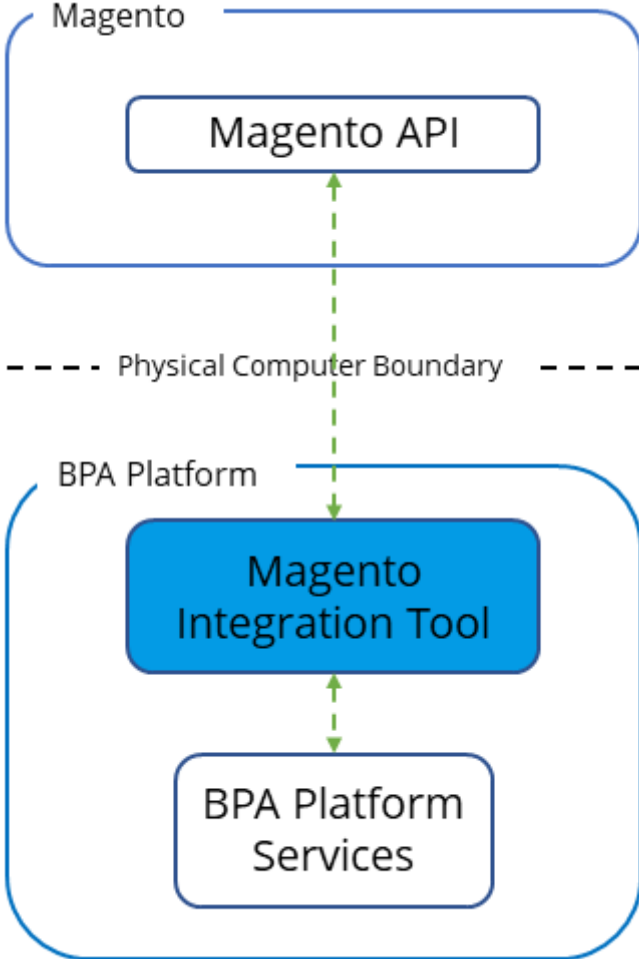 Magento
Magento API
Physical Computer Boundary
BPA Platform
Magento
Integration Tool
BPA Platform
Services